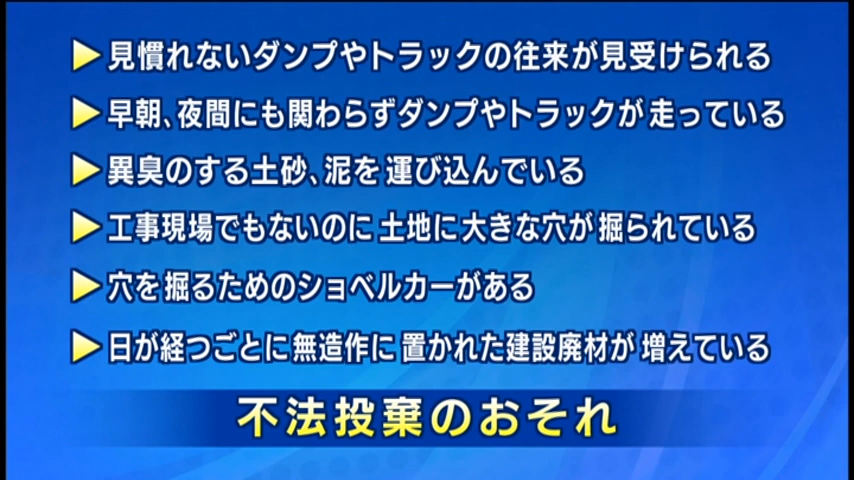 ▶見慣れないダンプやトラックの往来が見受けられる
▶早朝、夜間にも関わらずダンプやトラックが走っている
▶異臭のする土砂、泥を運び込んでいる
▶工事現場でもないのに土地に大きな穴が掘られている
▶穴を掘るためのショベルカーがある
▶日が経つごとに無造作に置かれた建設廃材が増えている
不法投棄のおそれ